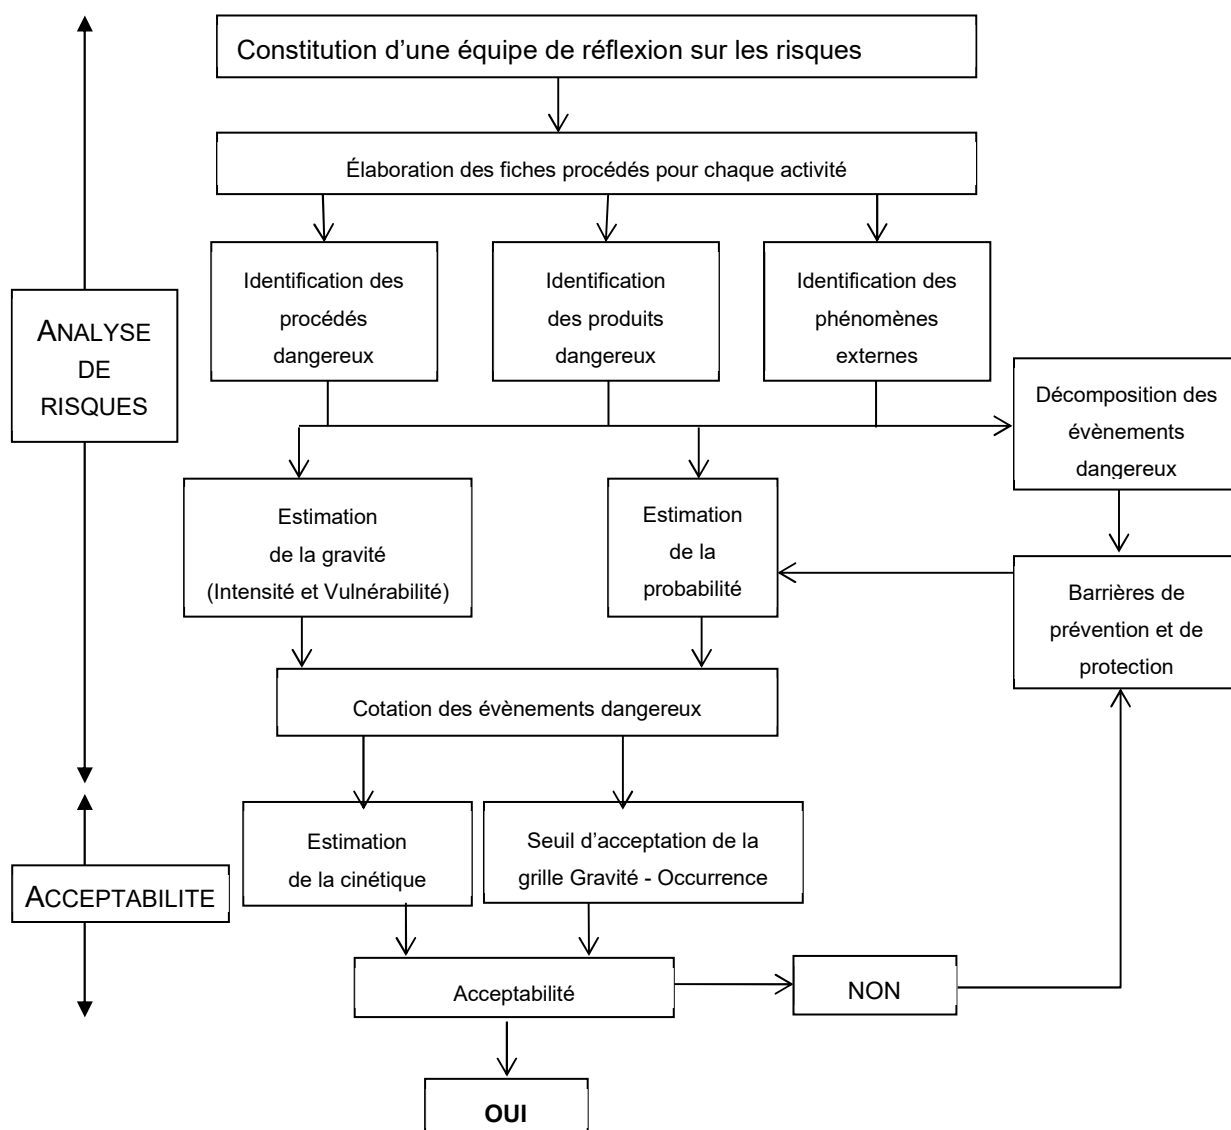 Constitution d’une équipe de réflexion sur les risques
Élaboration des fiches procédés pour chaque activité
Identification des
procédés
dangereux
Identification
des produits
dangereux
Identification des
phénomènes
externes
ANALYSE
DE
RISQUES
Décomposition des
évènements
dangereux
Estimation
de la gravité
(Intensité et Vulnérabilité)
Estimation
de la
probabilité
Barrières de
prévention et de
protection
Cotation des évènements dangereux
Estimation
de la cinétique
Seuil d’acceptation de la
grille Gravité - Occurrence
ACCEPTABILITE
Acceptabilité
NON
OUI